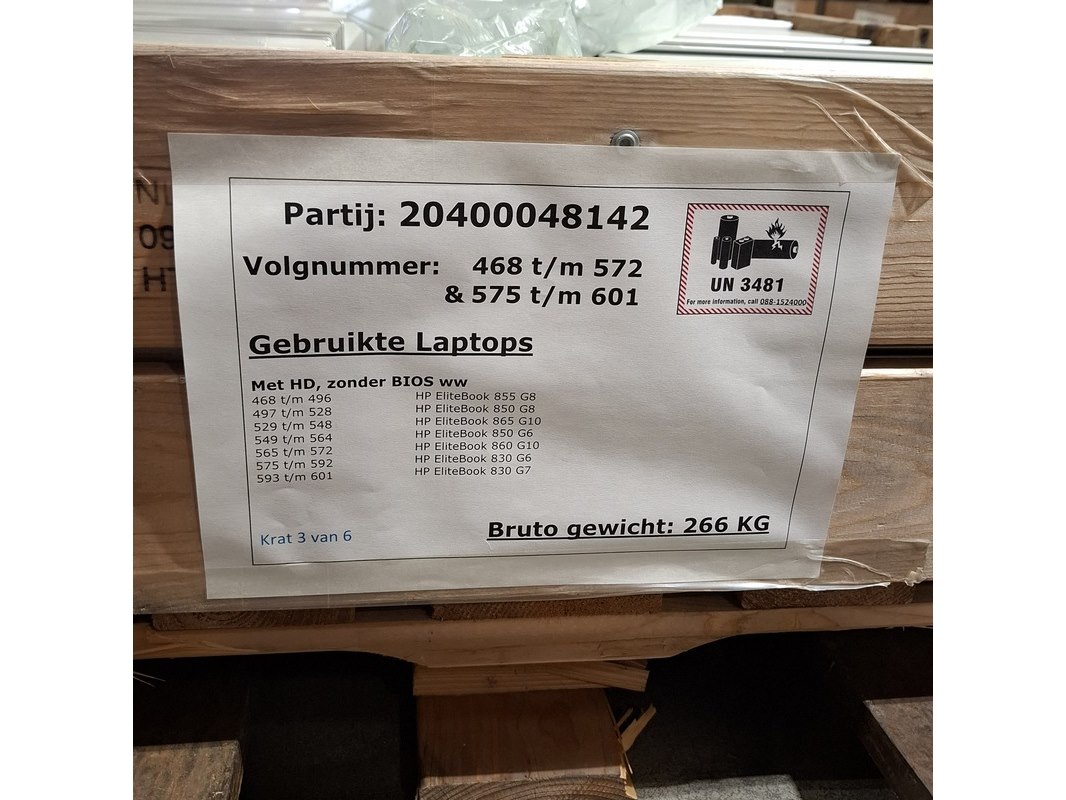 Partij: 20400048142
Volgnummer: 468 t/m 572
& 575 t/m 601
UN 3481
For more information, call 088-1524000
Gebruikte Laptops
Met HD, zonder BIOS ww
468 t/m 496 HP EliteBook 855 G8
497 t/m 528 HP EliteBook 850 G8
529 t/m 548 HP EliteBook 865 G10
549 t/m 564 HP EliteBook 850 G6
565 t/m 572 HP EliteBook 860 G10
575 t/m 592 HP EliteBook 830 G6
593 t/m 601 HP EliteBook 830 G7
Krat 3 van 6
Bruto gewicht: 266 KG